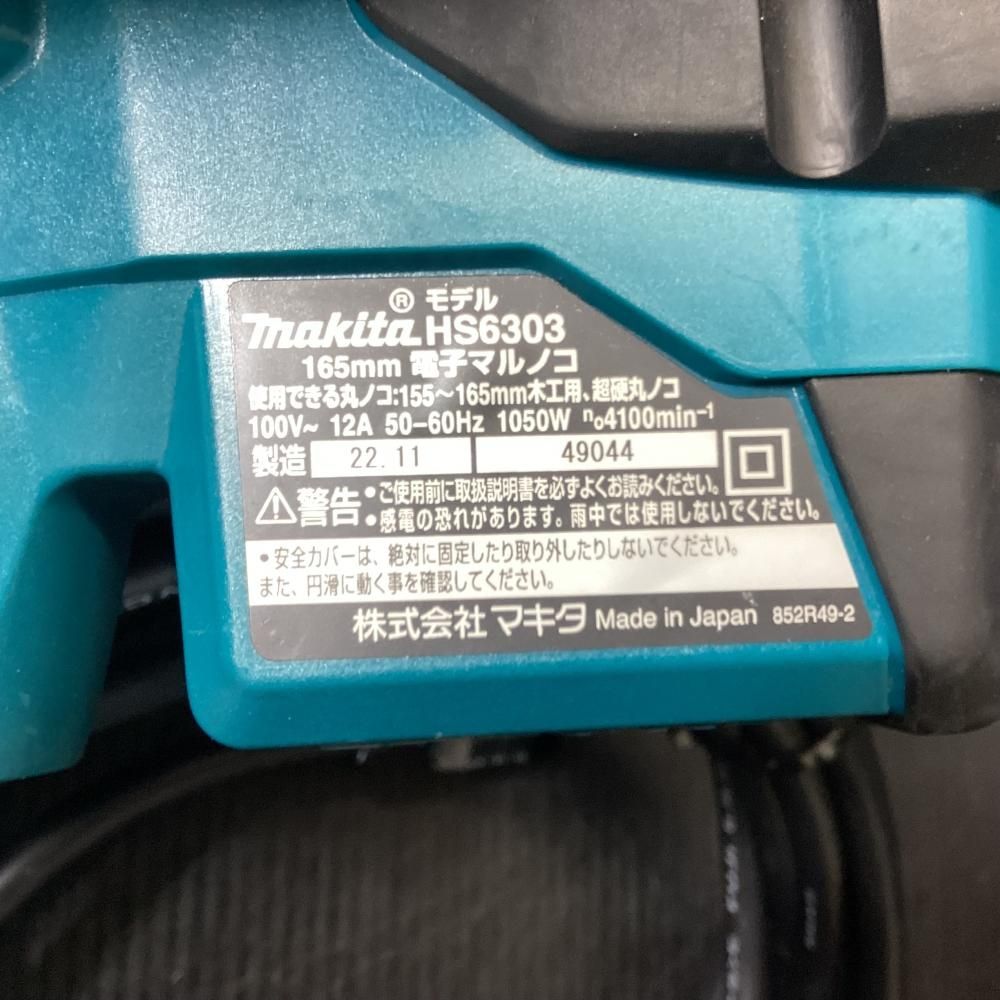 ® モデル
makita HS6303
165mm 電子マルノコ
使用できる丸ノコ:155~165mm木工用、超硬丸ノコ
100V~ 12A 50-60Hz 1050W n₀4100min⁻¹
製造 22.11 49044
⚠警告 •ご使用前に取扱説明書を必ずよくお読みください。
•感電の恐れがあります。雨中では使用しないでください。
•安全カバーは、絶対に固定したり取り外したりしないでください。
また、円滑に動く事を確認してください。
株式会社マキタ Made in Japan 852R49-2